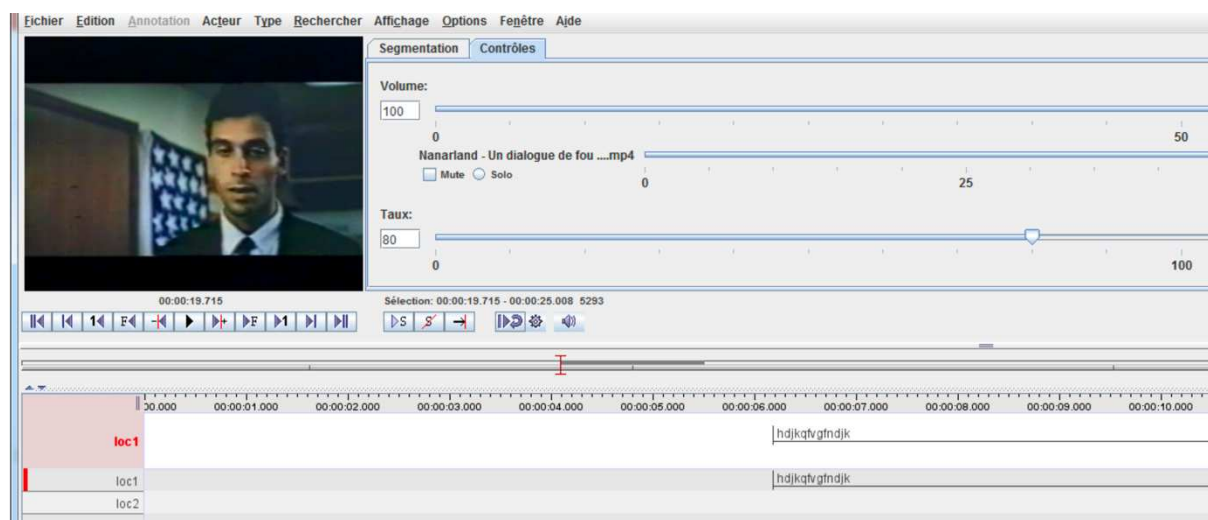 Fichier Edition Annotation Acteur Type Rechercher Affichage Options Fenêtre Aide
Segmentation Contrôles
Volume:
100
0 50
Nanarland - Un dialogue de fou ....mp4
Mute Solo
0 25
Taux:
80
0 100
00:00:19.715
Sélection: 00:00:19.715 - 00:00:25.008 5293
1 F + F 1 S S
00.000 00:00:01.000 00:00:02.000 00:00:03.000 00:00:04.000 00:00:05.000 00:00:06.000 00:00:07.000 00:00:08.000 00:00:09.000 00:00:10.000
loc1 hdjkqfvgfndjk
loc1 hdjkqfvgfndjk
loc2